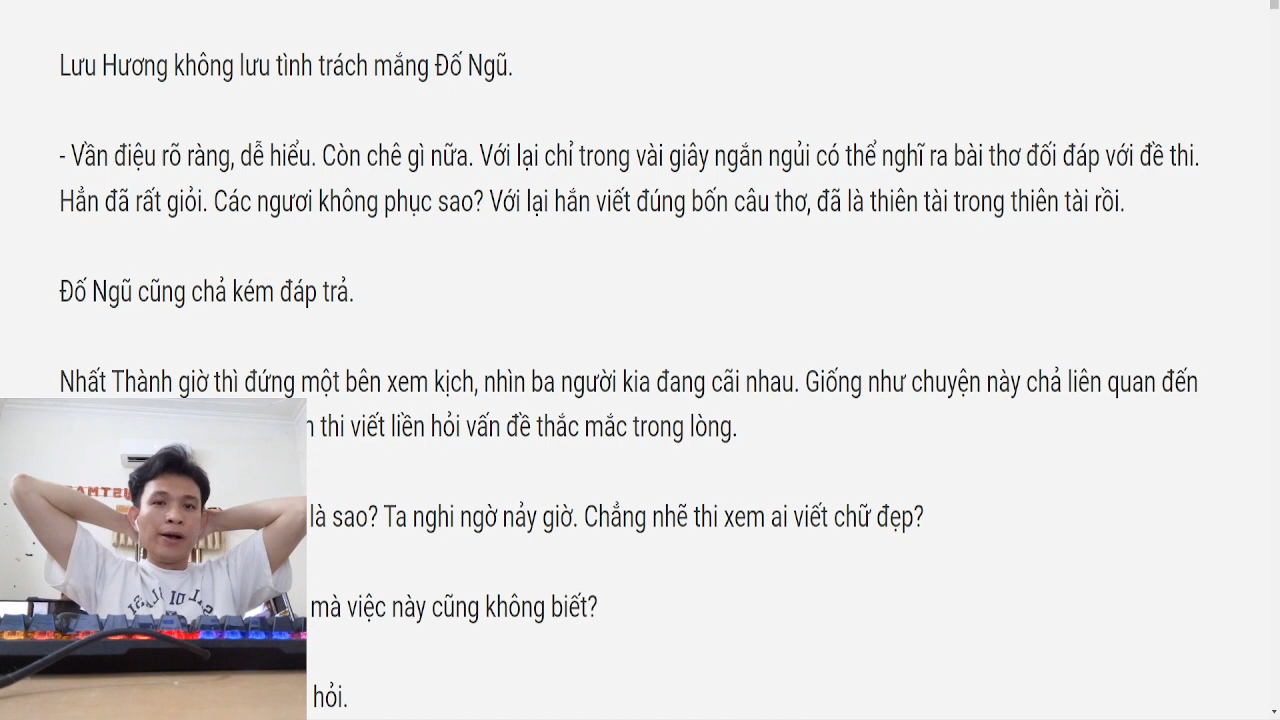 Lưu Hương không lưu tình trách mắng Đố Ngũ.
- Vần điệu rõ ràng, dễ hiểu. Còn chê gì nữa. Với lại chỉ trong vài giây ngắn ngủi có thể nghĩ ra bài thơ đối đáp với đề thi.
Hẳn đã rất giỏi. Các ngươi không phục sao? Với lại hắn viết đúng bốn câu thơ, đã là thiên tài trong thiên tài rồi.
Đố Ngũ cũng chả kém đáp trả.
Nhất Thành giờ thì đứng một bên xem kịch, nhìn ba người kia đang cãi nhau. Giống như chuyện này chả liên quan đến
thi viết liền hỏi vấn đề thắc mắc trong lòng.
là sao? Ta nghi ngờ nảy giờ. Chẳng nhẽ thi xem ai viết chữ đẹp?
mà việc này cũng không biết?
hỏi.